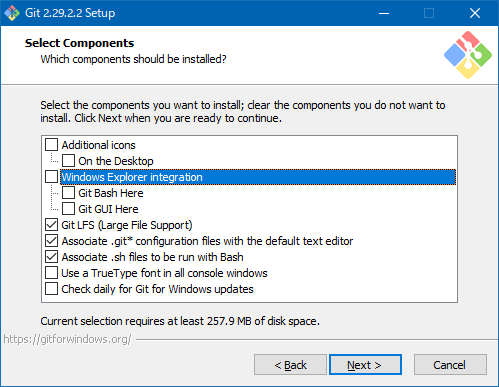 Git 2.29.2.2 Setup
Select Components
Which components should be installed?
Select the components you want to install; clear the components you do not want to
install. Click Next when you are ready to continue.
Additional icons
On the Desktop
Windows Explorer integration
Git Bash Here
Git GUI Here
Git LFS (Large File Support)
Associate .git* configuration files with the default text editor
Associate .sh files to be run with Bash
Use a TrueType font in all console windows
Check daily for Git for Windows updates
Current selection requires at least 257.9 MB of disk space.
https://gitforwindows.org/
< Back
Next >
Cancel